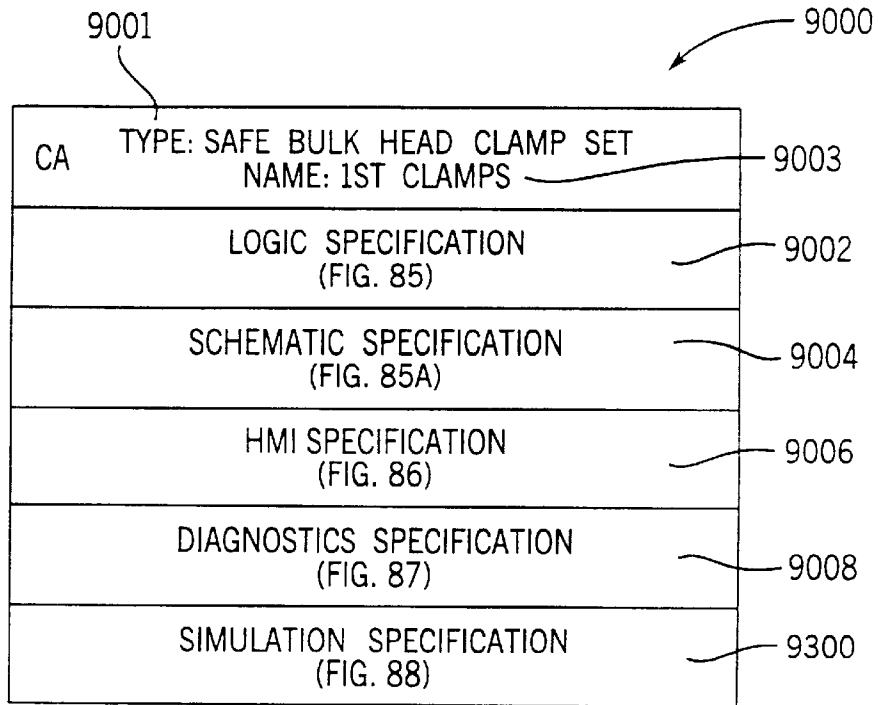 9001
9000
CA
TYPE: SAFE BULK HEAD CLAMP SET
NAME: 1ST CLAMPS
9003
LOGIC SPECIFICATION
(FIG. 85)
9002
SCHEMATIC SPECIFICATION
(FIG. 85A)
9004
HMI SPECIFICATION
(FIG. 86)
9006
DIAGNOSTICS SPECIFICATION
(FIG. 87)
9008
SIMULATION SPECIFICATION
(FIG. 88)
9300